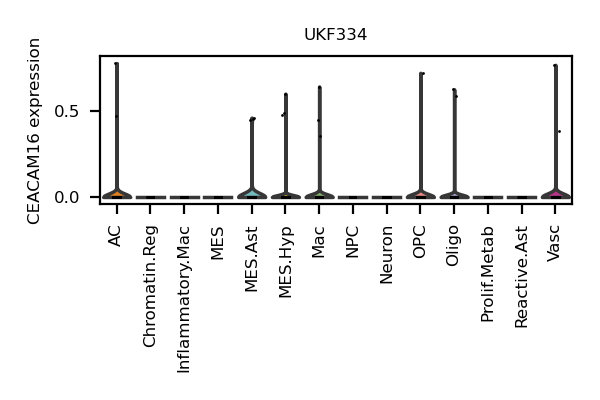 UKF334
CEACAM16 expression
0.5
0.0
AC
Chromatin.Reg
Inflammatory.Mac
MES
MES.Ast
MES.Hyp
Mac
NPC
Neuron
OPC
Oligo
Prolif.Metab
Reactive.Ast
Vasc